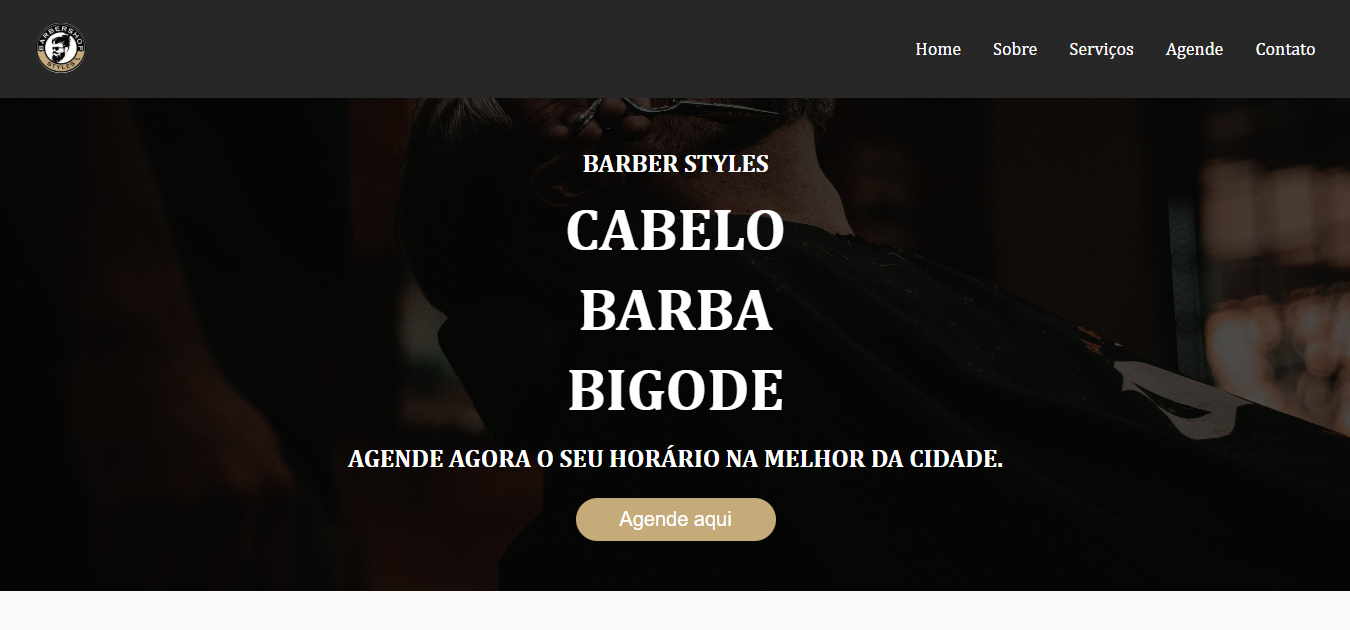 BARBERSHOP
STYLES
Home Sobre Serviços Agende Contato
BARBER STYLES
CABELO
BARBA
BIGODE
AGENDE AGORA O SEU HORÁRIO NA MELHOR DA CIDADE.
Agende aqui